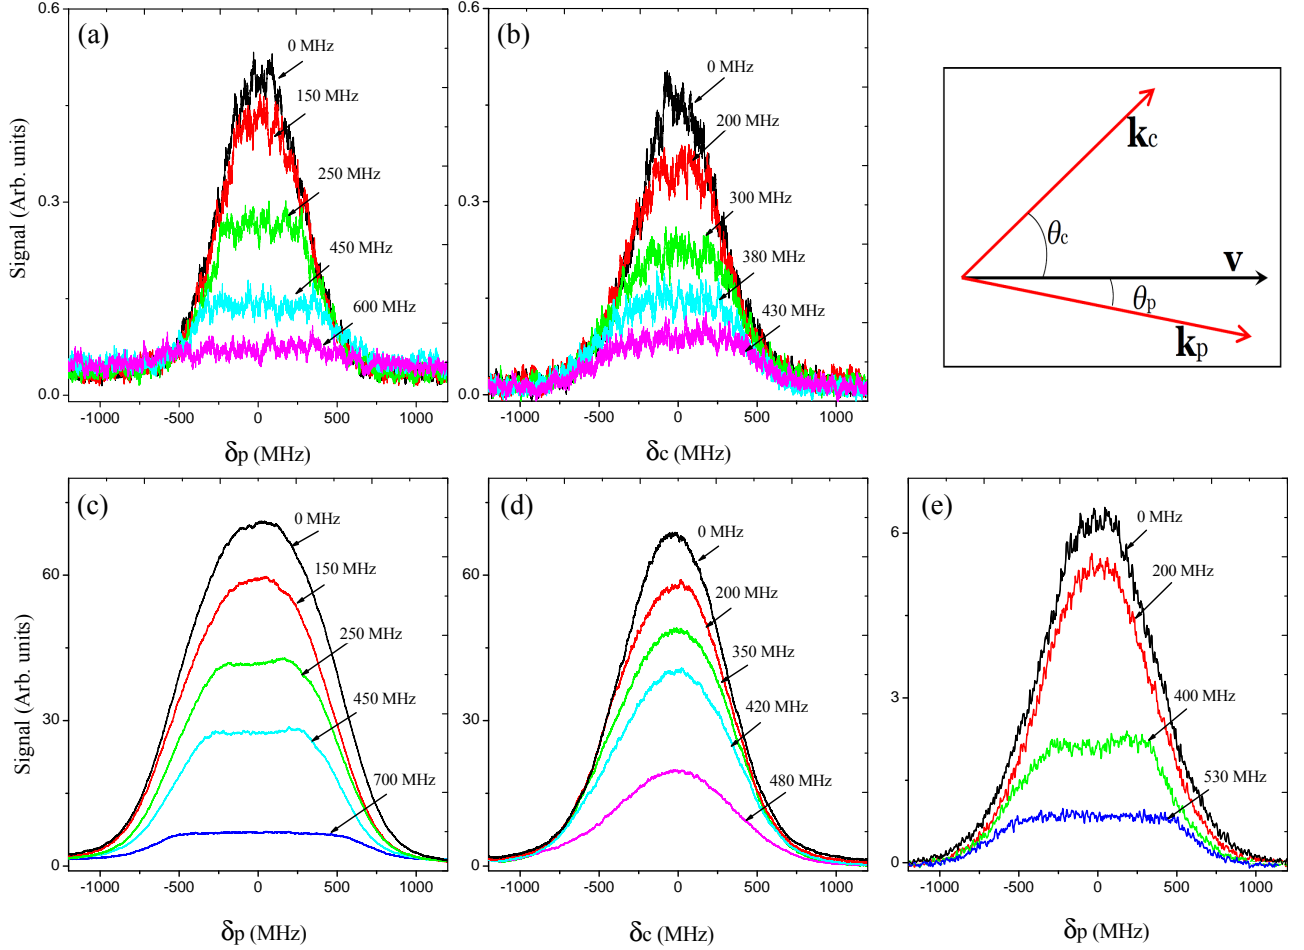 (a)
0 MHz
150 MHz
250 MHz
450 MHz
600 MHz
Signal (Arb. units)
0.6
0.3
0.0
-1000 -500 0 500 1000
δp (MHz)
(b)
0 MHz
200 MHz
300 MHz
380 MHz
430 MHz
0.6
0.3
0.0
-1000 -500 0 500 1000
δc (MHz)
kc
θc
v
θp
kp
(c)
0 MHz
150 MHz
250 MHz
450 MHz
700 MHz
Signal (Arb. units)
60
30
0
-1000 -500 0 500 1000
δp (MHz)
(d)
0 MHz
200 MHz
350 MHz
420 MHz
480 MHz
60
30
0
-1000 -500 0 500 1000
δc (MHz)
(e)
0 MHz
200 MHz
400 MHz
530 MHz
6
3
0
-1000 -500 0 500 1000
δp (MHz)